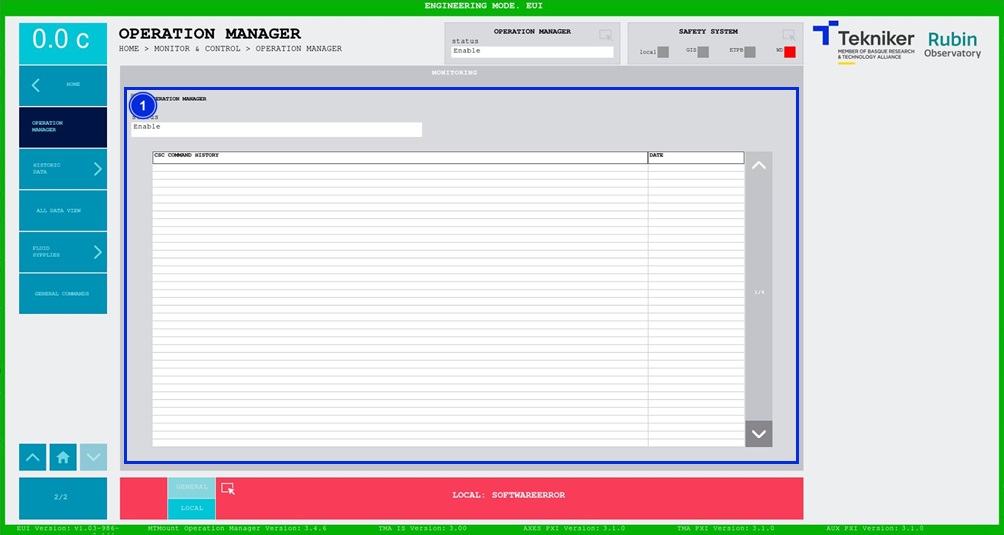 ENGINEERING MODE. EUI
0.0 c
OPERATION MANAGER
HOME > MONITOR & CONTROL > OPERATION MANAGER
OPERATION MANAGER
status
Enable
SAFETY SYSTEM
local
GIS
ETPB
WD
Tekniker
MEMBER OF BASQUE RESEARCH
& TECHNOLOGY ALLIANCE
Rubin
Observatory
HOME
OPERATION
MANAGER
HISTORIC
DATA
ALL DATA VIEW
FLUID
SYPPLIES
GENERAL COMMANDS
2/2
MONITORING
1
ERATION MANAGER
Enable
CSC COMMAND HISTORY
DATE
1/4
GENERAL
LOCAL
LOCAL: SOFTWAREERROR
EUI Version: v1.03-986-
MTMount Operation Manager Version: 3.4.6
TMA IS Version: 3.00
AXES PXI Version: 3.1.0
TMA PXI Version: 3.1.0
AUX PXI Version: 3.1.0